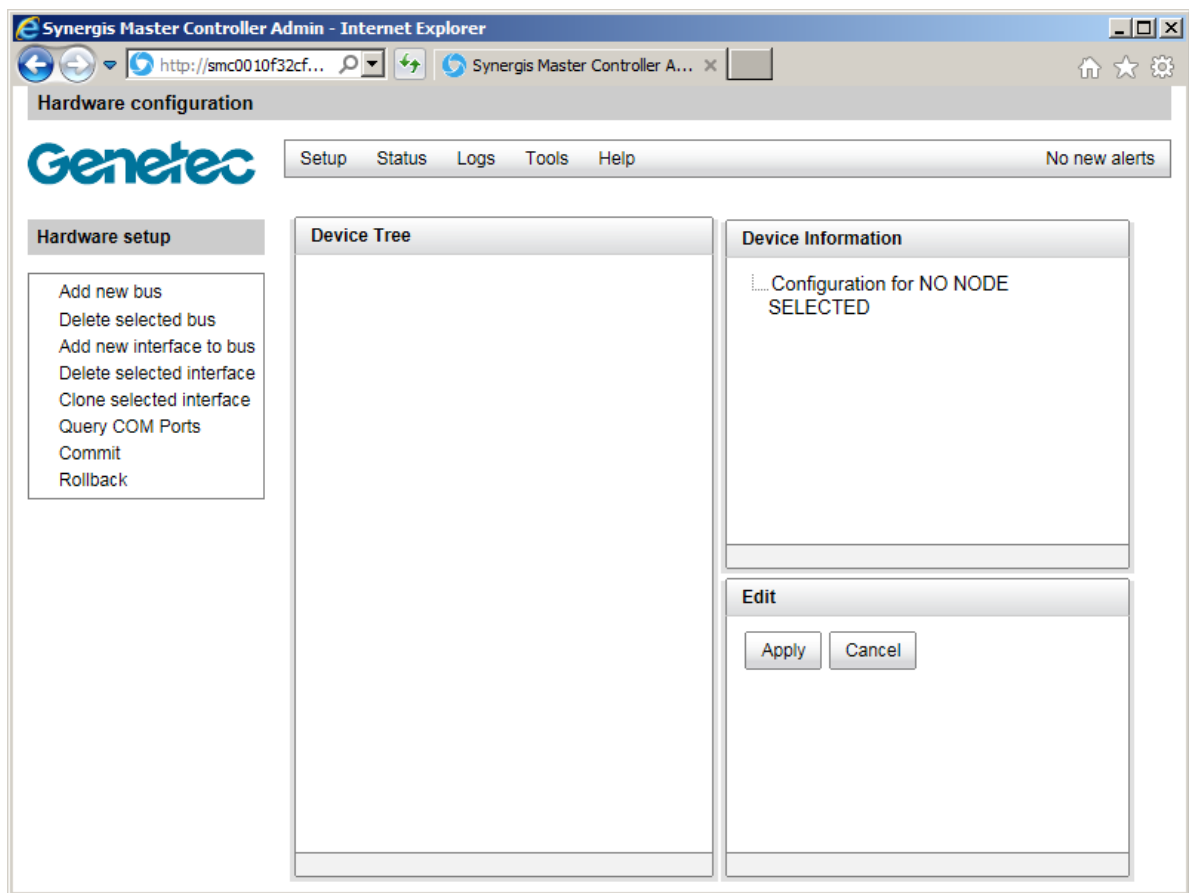 Synergis Master Controller Admin - Internet Explorer
http://smc0010f32cf... Synergis Master Controller A...
Hardware configuration
Genetec
Setup Status Logs Tools Help No new alerts
Hardware setup
Add new bus
Delete selected bus
Add new interface to bus
Delete selected interface
Clone selected interface
Query COM Ports
Commit
Rollback
Device Tree
Device Information
Configuration for NO NODE
SELECTED
Edit
Apply Cancel